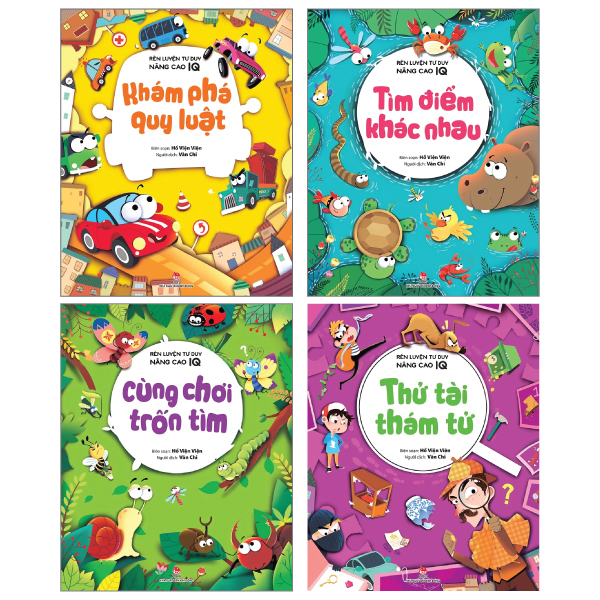 RÈN LUYỆN TƯ DUY
NÂNG CAO IQ
Khám phá
quy luật
Biên soạn: Hồ Viện Viện
Người dịch: Vân Chi
RÈN LUYỆN TƯ DUY
NÂNG CAO IQ
Tìm điểm
khác nhau
Biên soạn: Hồ Viện Viện
Người dịch: Vân Chi
RÈN LUYỆN TƯ DUY
NÂNG CAO IQ
Cùng chơi
trốn tìm
Biên soạn: Hồ Viện Viện
Người dịch: Vân Chi
RÈN LUYỆN TƯ DUY
NÂNG CAO IQ
Thử tài
thám tử
Biên soạn: Hồ Viện Viện
Người dịch: Vân Chi
?